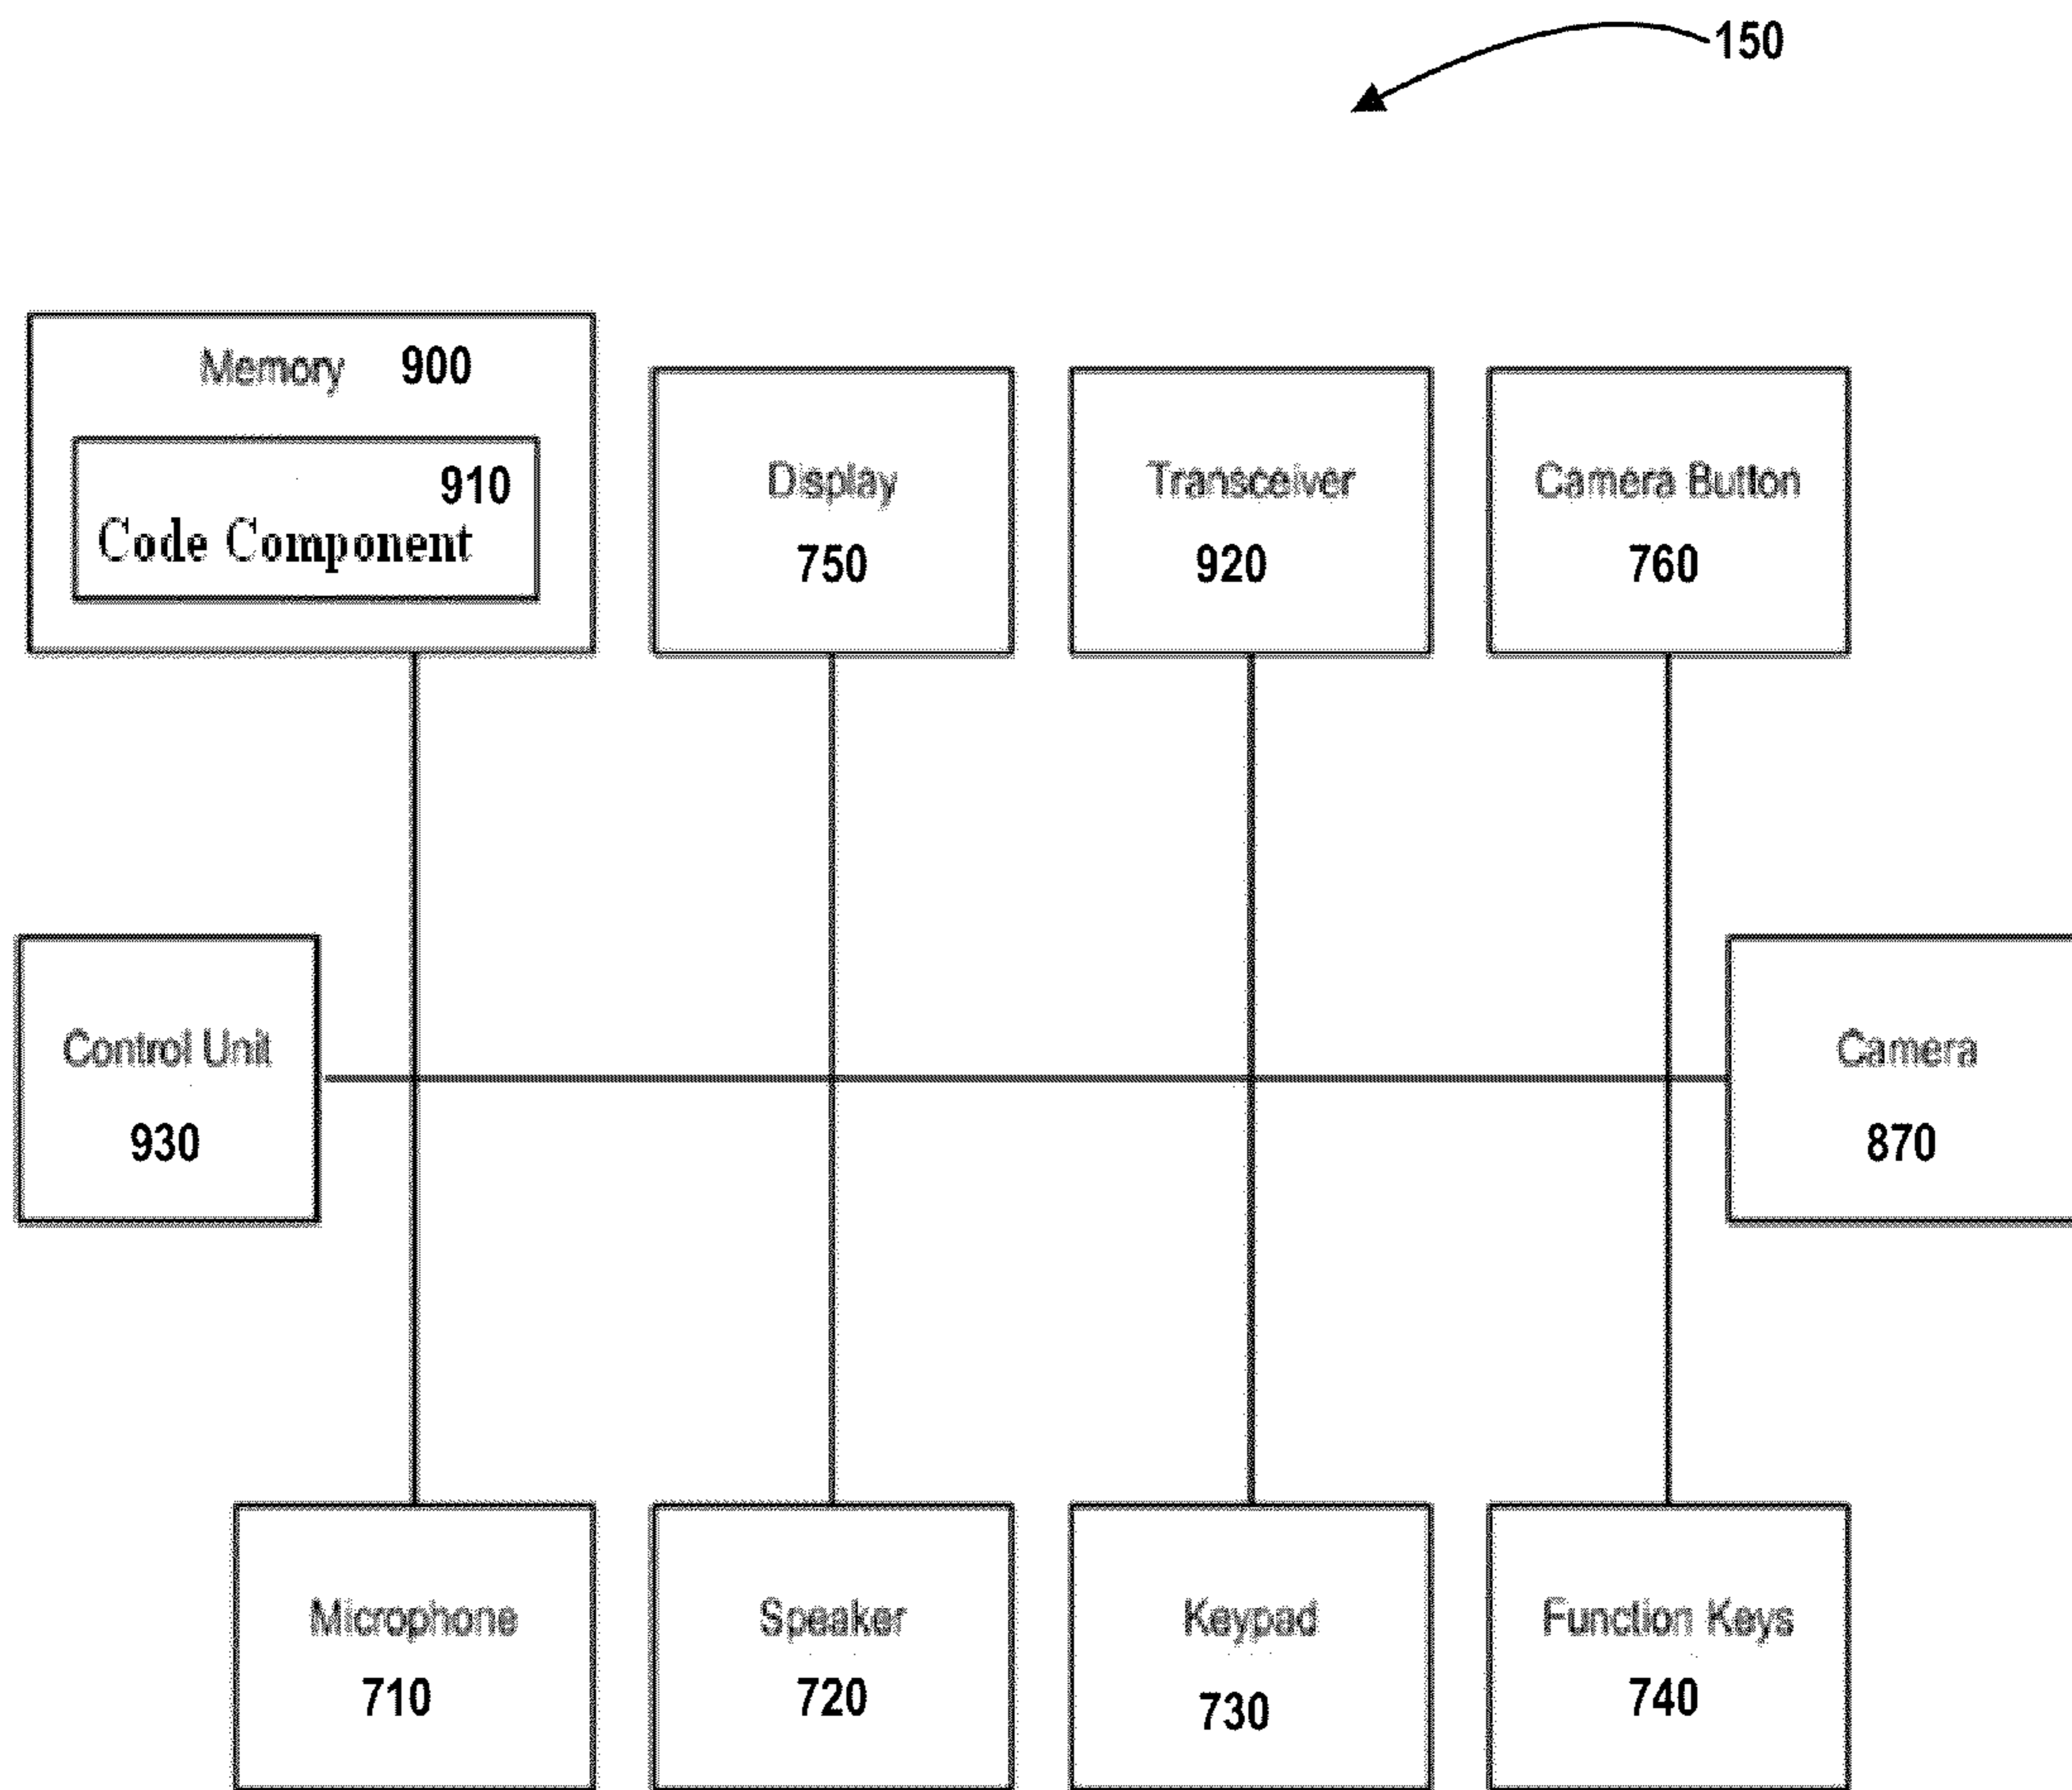 150
Memory 900
910
Code Component
Display
750
Transceiver
920
Camera Button
760
Control Unit
930
Camera
870
Microphone
710
Speaker
720
Keypad
730
Function Keys
740